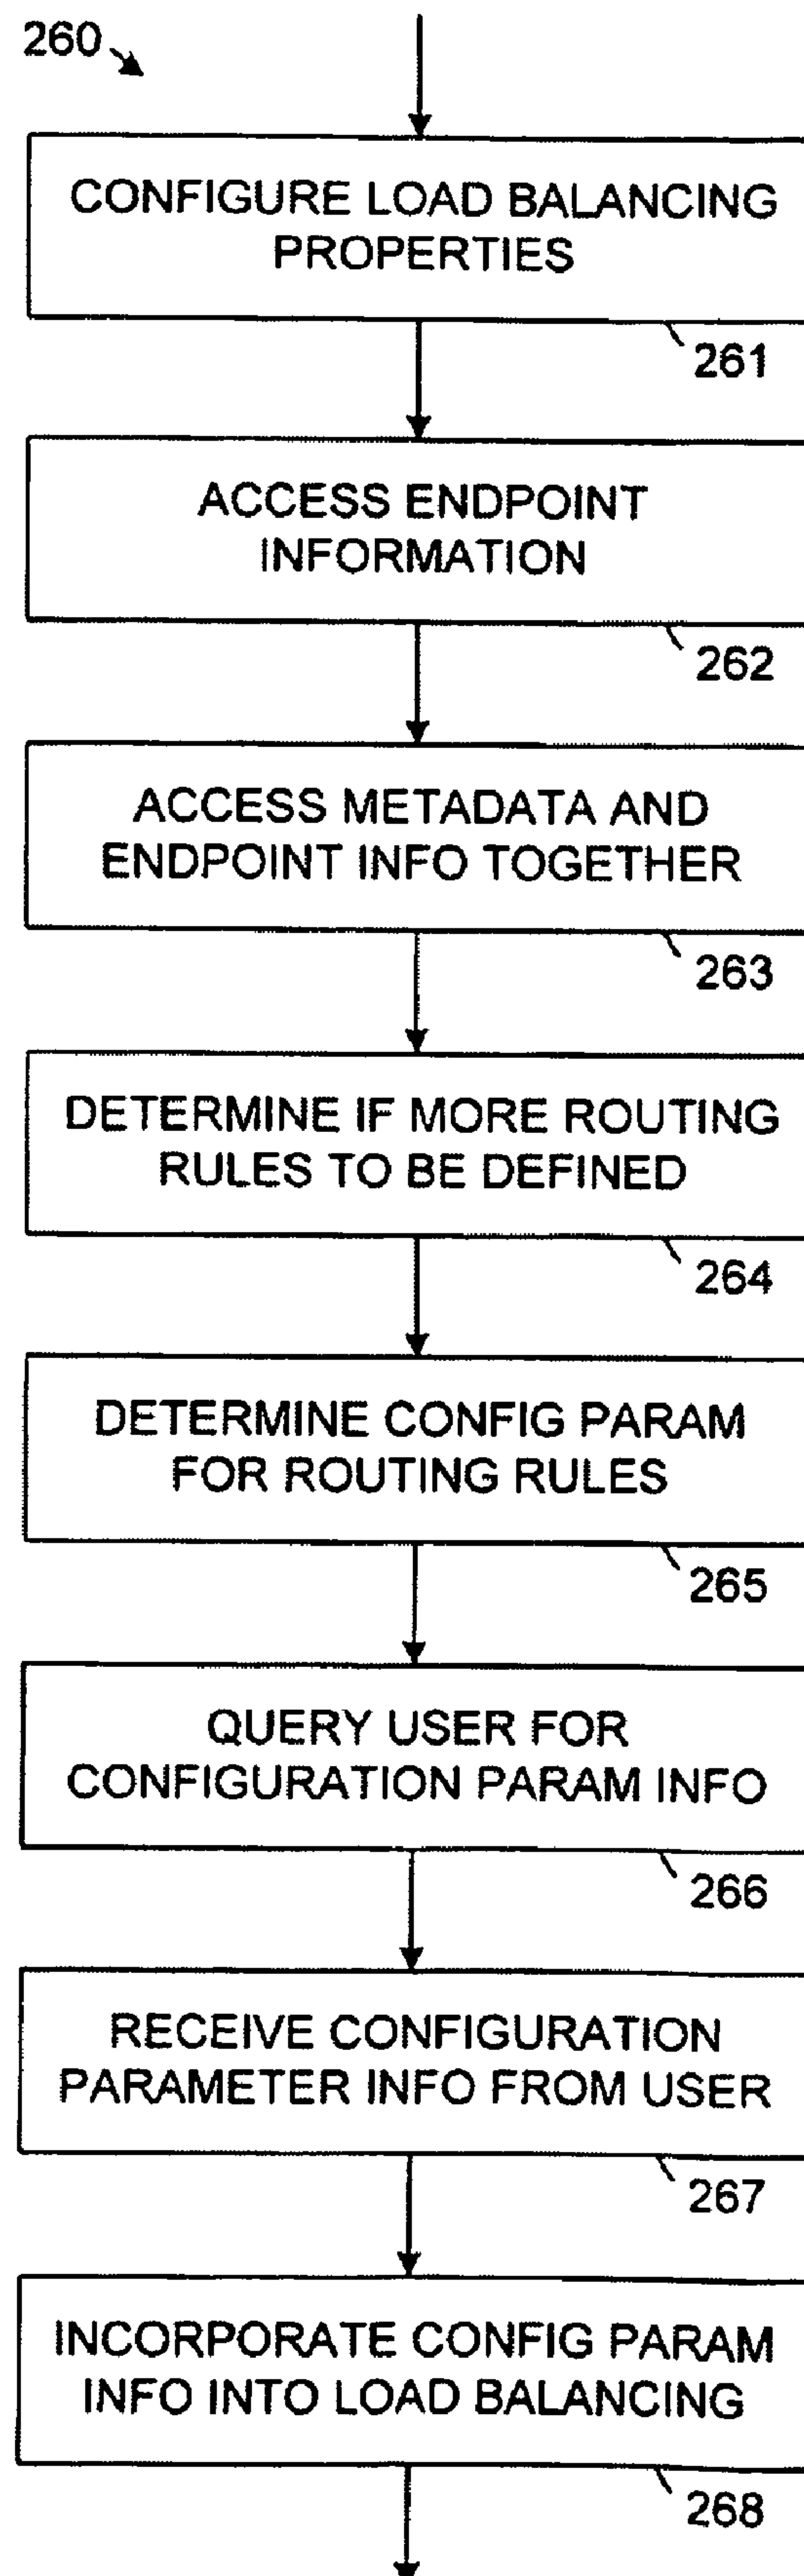 260
CONFIGURE LOAD BALANCING
PROPERTIES
261
ACCESS ENDPOINT
INFORMATION
262
ACCESS METADATA AND
ENDPOINT INFO TOGETHER
263
DETERMINE IF MORE ROUTING
RULES TO BE DEFINED
264
DETERMINE CONFIG PARAM
FOR ROUTING RULES
265
QUERY USER FOR
CONFIGURATION PARAM INFO
266
RECEIVE CONFIGURATION
PARAMETER INFO FROM USER
267
INCORPORATE CONFIG PARAM
INFO INTO LOAD BALANCING
268